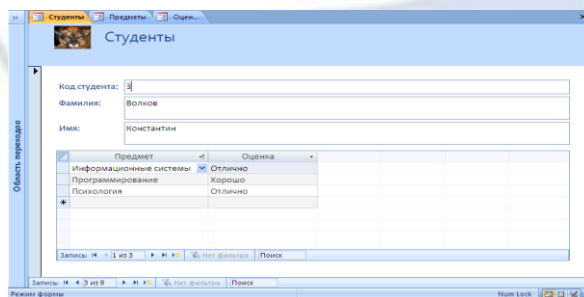 » Студенты Предметы Оцен...
Студенты
Код студента: 3
Фамилия: Волков
Имя: Константин
Предмет Оценка
Информационные системы Отлично
Программирование Хорошо
Психология Отлично
Запись: 1 из 3 Нет фильтра Поиск
Запись: 3 из 9 Нет фильтра Поиск
Область переходов
Режим формы Num Lock